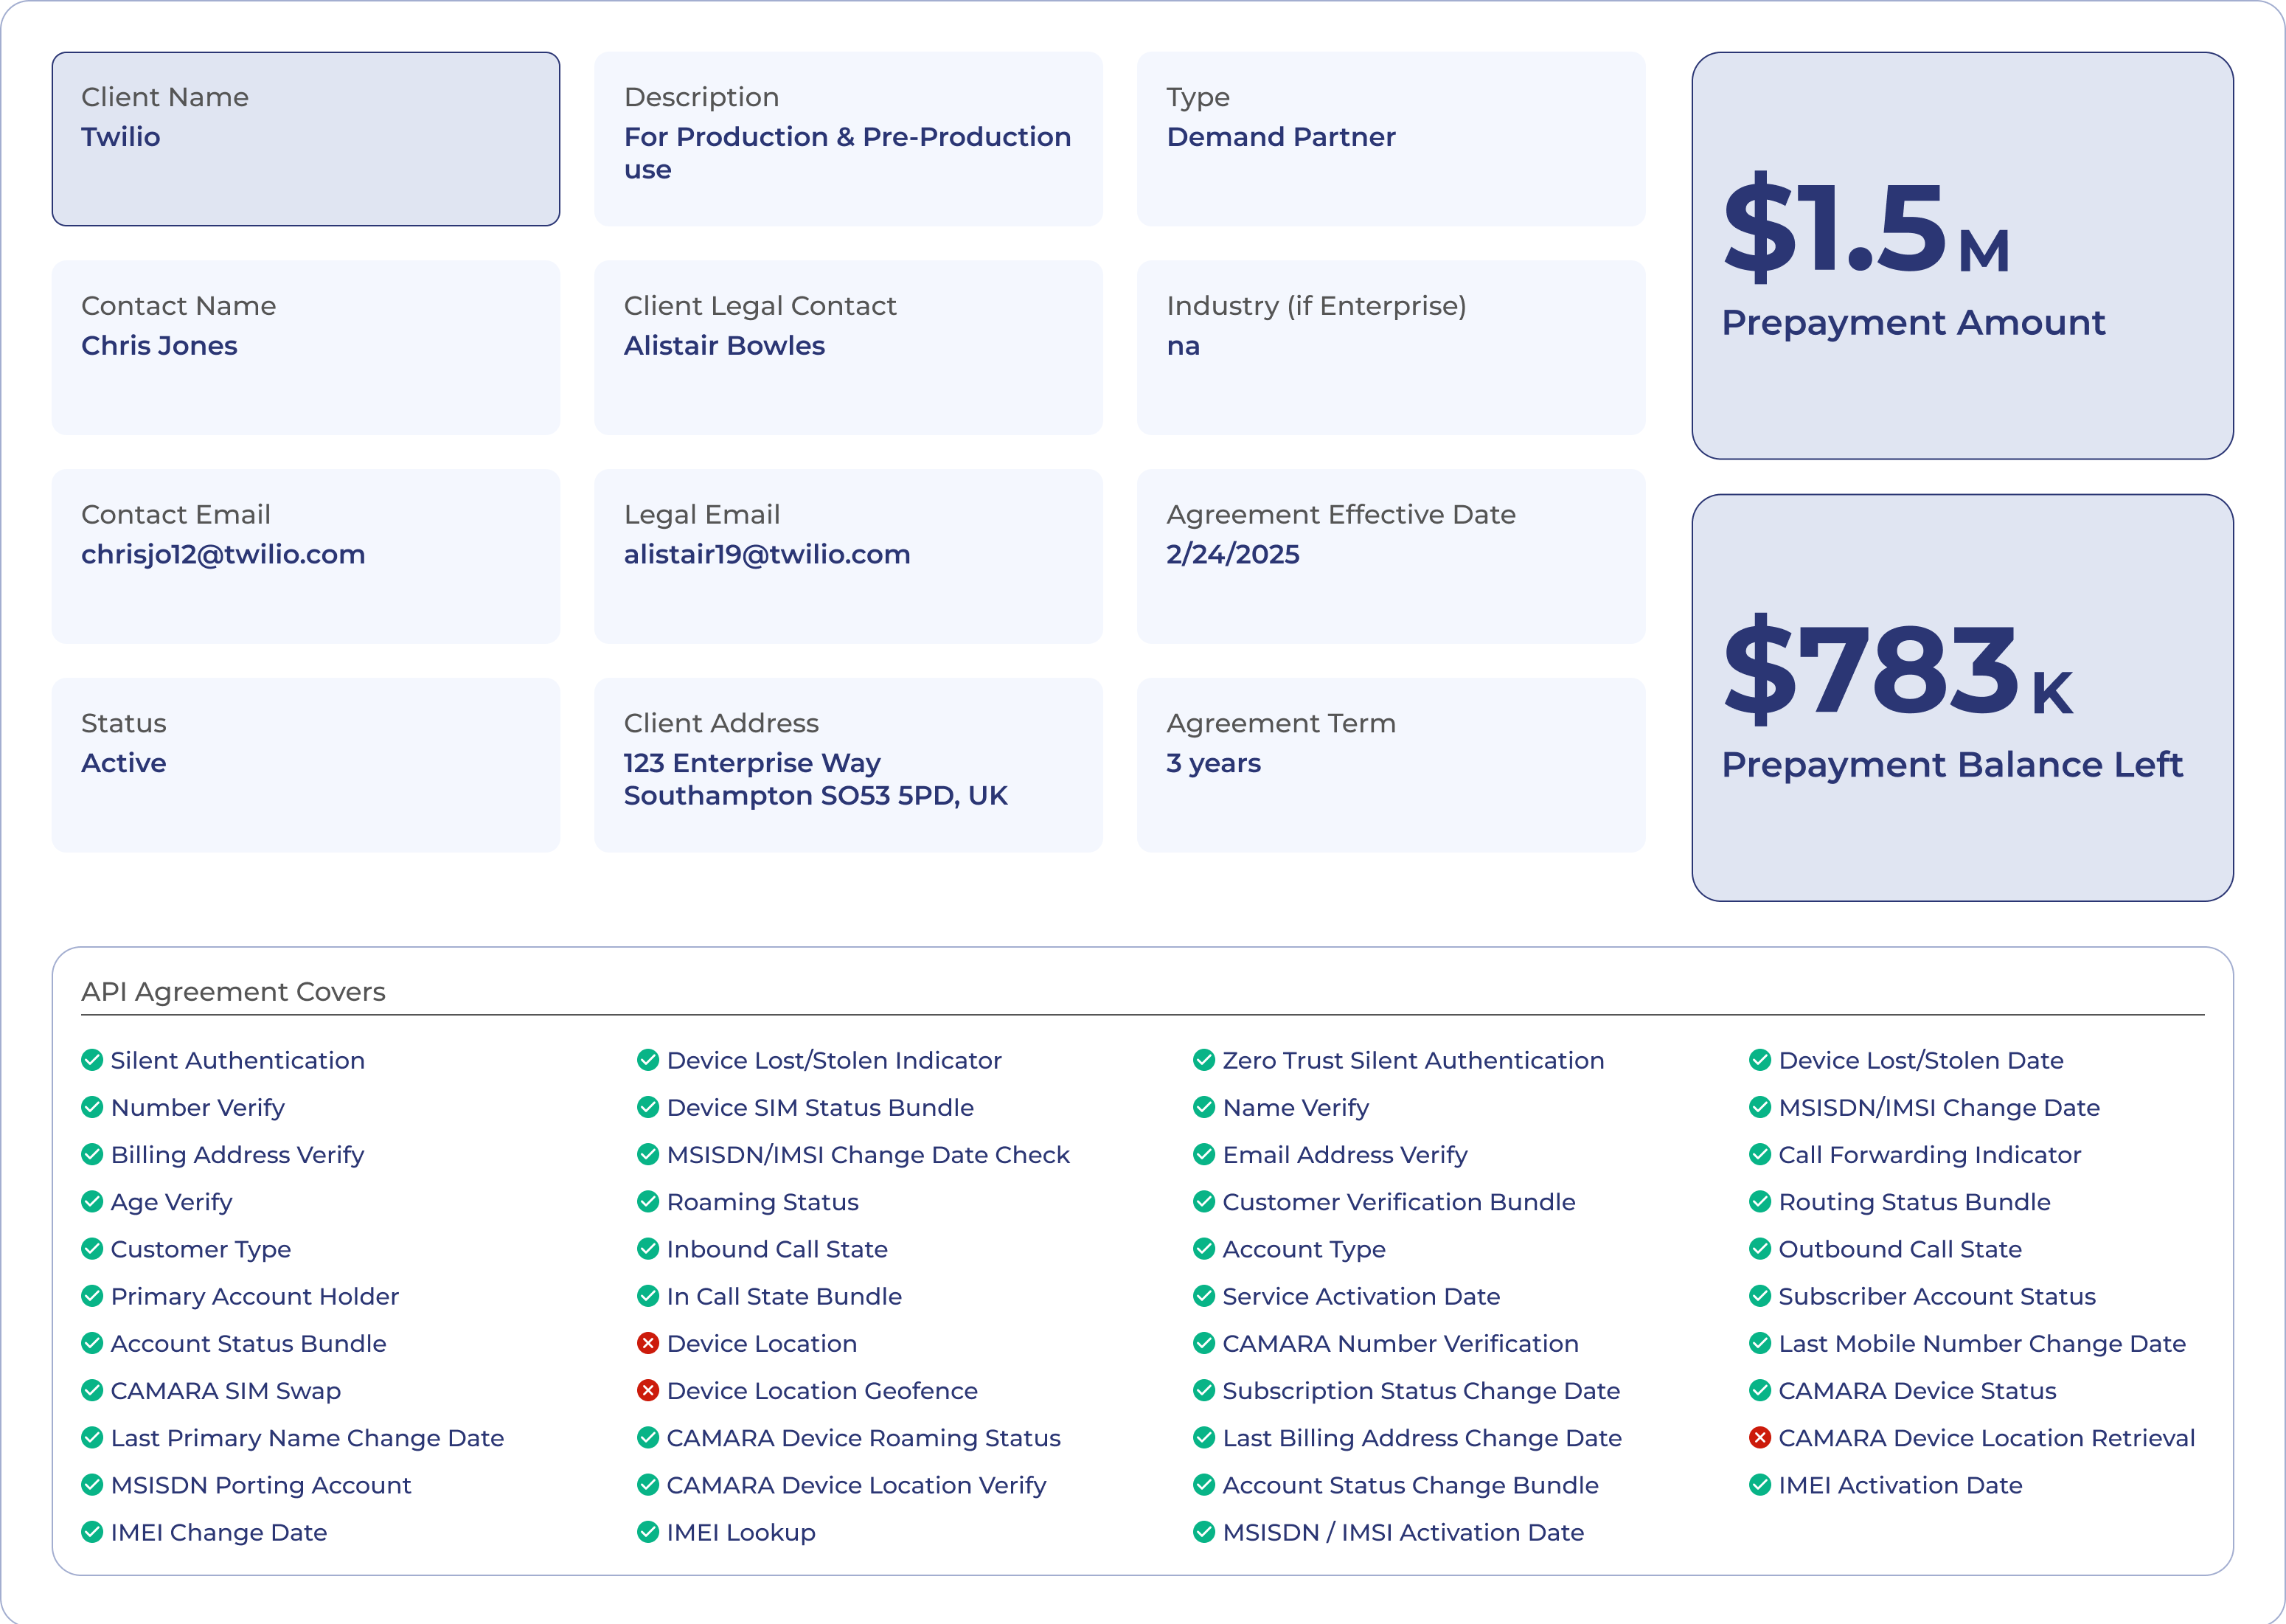 Client Name
Twilio
Description
For Production & Pre-Production
use
Type
Demand Partner
$1.5 M
Prepayment Amount
Contact Name
Chris Jones
Client Legal Contact
Alistair Bowles
Industry (if Enterprise)
na
Contact Email
chrisjo12@twilio.com
Legal Email
alistair19@twilio.com
Agreement Effective Date
2/24/2025
$783 K
Prepayment Balance Left
Status
Active
Client Address
123 Enterprise Way
Southampton SO53 5PD, UK
Agreement Term
3 years
API Agreement Covers
Silent Authentication
Number Verify
Billing Address Verify
Age Verify
Customer Type
Primary Account Holder
Account Status Bundle
CAMARA SIM Swap
Last Primary Name Change Date
MSISDN Porting Account
IMEI Change Date
Device Lost/Stolen Indicator
Device SIM Status Bundle
MSISDN/IMSI Change Date Check
Roaming Status
Inbound Call State
In Call State Bundle
Device Location
Device Location Geofence
CAMARA Device Roaming Status
CAMARA Device Location Verify
IMEI Lookup
Zero Trust Silent Authentication
Name Verify
Email Address Verify
Customer Verification Bundle
Account Type
Service Activation Date
CAMARA Number Verification
Subscription Status Change Date
Last Billing Address Change Date
Account Status Change Bundle
MSISDN / IMSI Activation Date
Device Lost/Stolen Date
MSISDN/IMSI Change Date
Call Forwarding Indicator
Routing Status Bundle
Outbound Call State
Subscriber Account Status
Last Mobile Number Change Date
CAMARA Device Status
CAMARA Device Location Retrieval
IMEI Activation Date